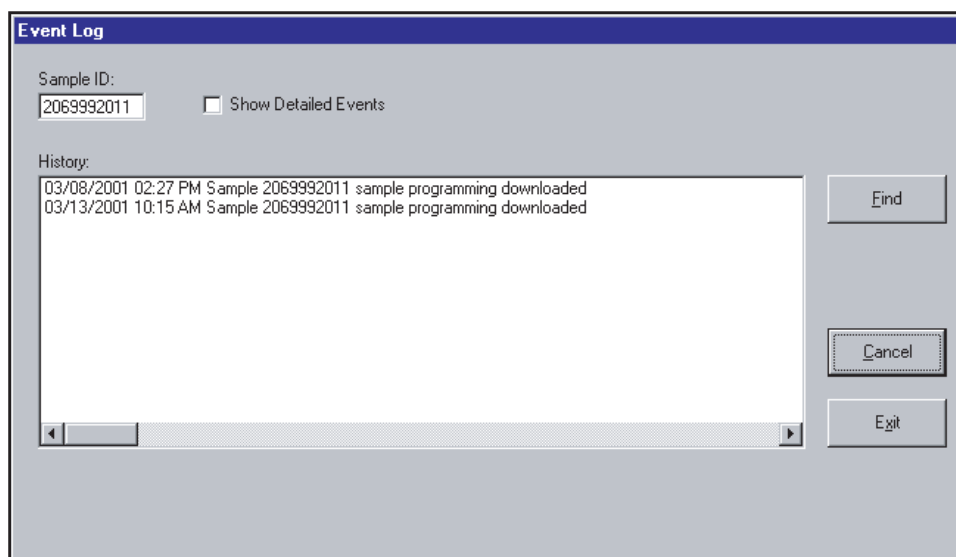 Event Log
Sample ID:
2069992011
Show Detailed Events
History:
03/08/2001 02:27 PM Sample 2069992011 sample programming downloaded
03/13/2001 10:15 AM Sample 2069992011 sample programming downloaded
Find
Cancel
Exit